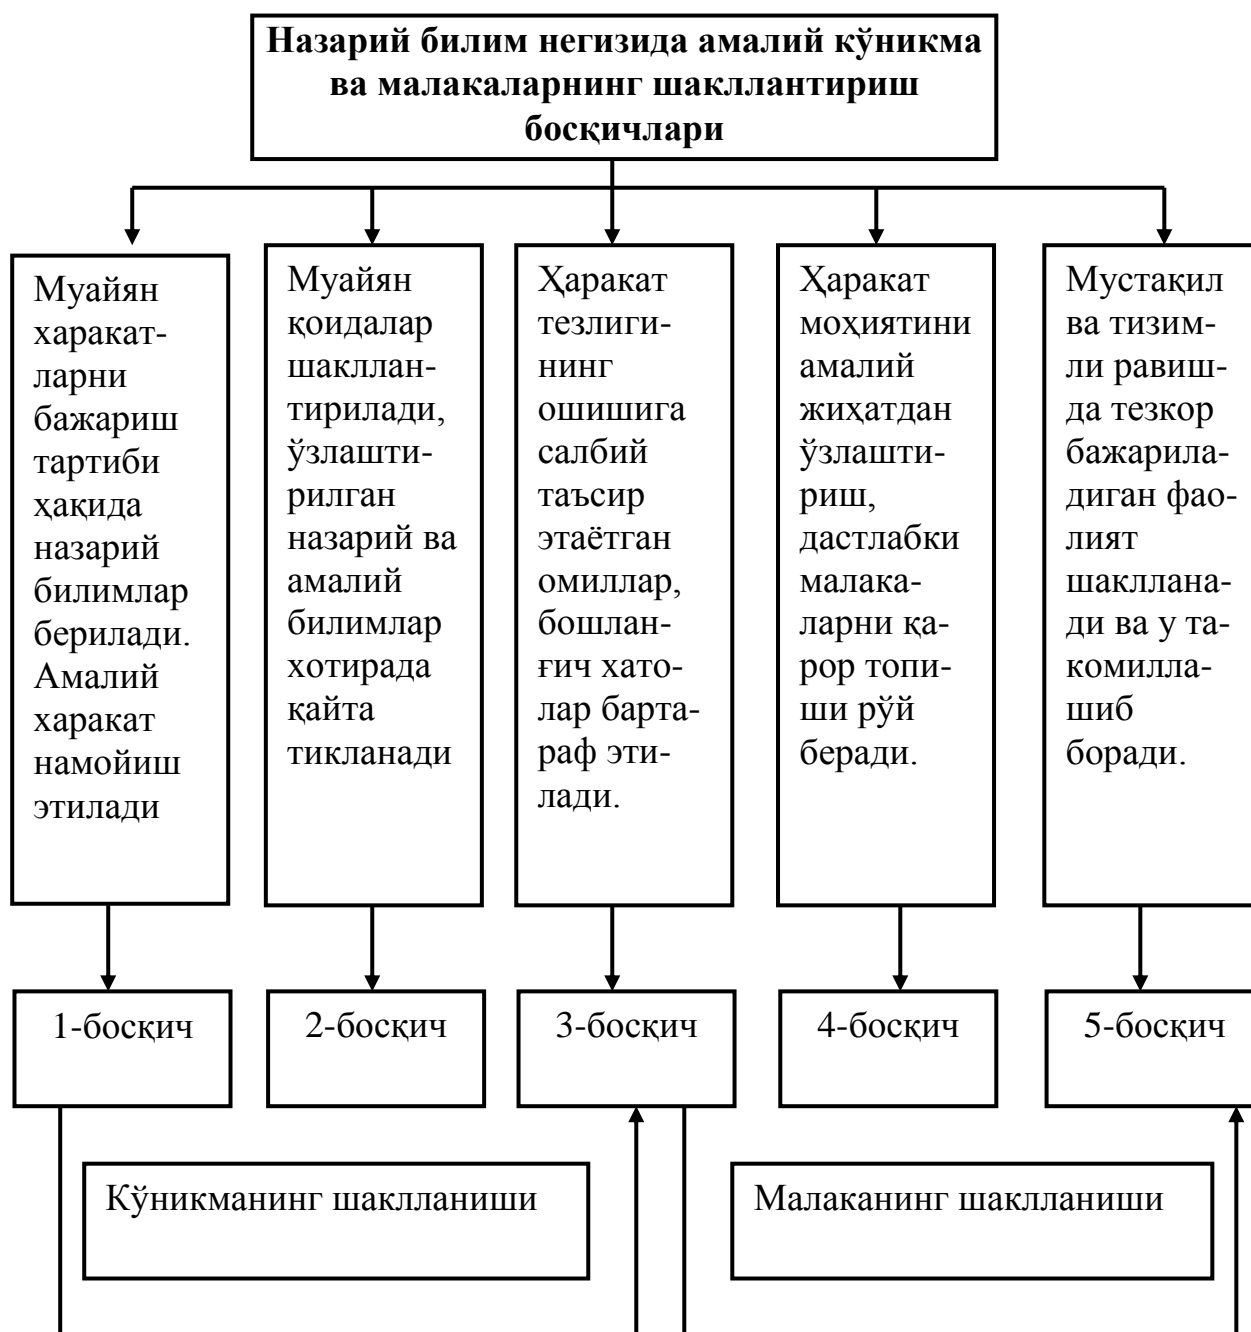 Назарий билим негизида амалий кўникма
ва малакаларнинг шакллантириш
босқичлари
Муайян
харакат-
ларни
бажариш
тартиби
ҳақида
назарий
билимлар
берилади.
Амалий
харакат
намойиш
этилади
Муайян
қоидалар
шакллан-
тирилади,
ўзлашти-
рилган
назарий ва
амалий
билимлар
хотирада
қайта
тикланади
Ҳаракат
тезлиги-
нинг
ошишига
салбий
таъсир
этаётган
омиллар,
бошлан-
ғич хато-
лар барта-
раф эти-
лади.
Ҳаракат
моҳиятини
амалий
жиҳатдан
ўзлашти-
риш,
дастлабки
малака-
ларни қа-
рор топи-
ши рўй
беради.
Мустақил
ва тизим-
ли равиш-
да тезкор
бажарила-
диган фао-
лият
шакллана-
ди ва у та-
комилла-
шиб
боради.
1-босқич
2-босқич
3-босқич
4-босқич
5-босқич
Кўникманинг шаклланиши
Малаканинг шаклланиши